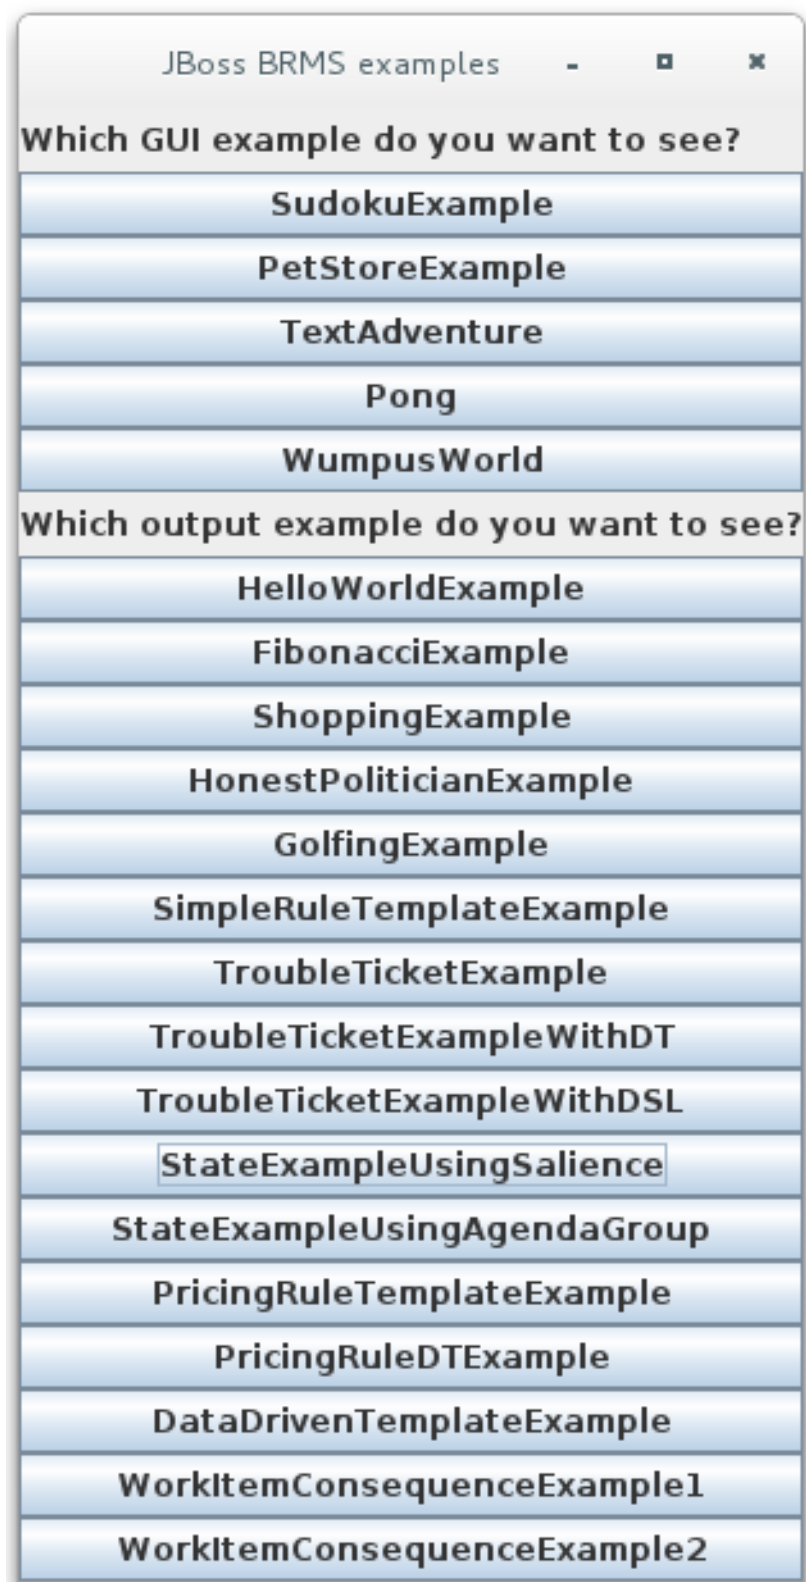 JBoss BRMS examples
Which GUI example do you want to see?
SudokuExample
PetStoreExample
TextAdventure
Pong
WumpusWorld
Which output example do you want to see?
HelloWorldExample
FibonacciExample
ShoppingExample
HonestPoliticianExample
GolfingExample
SimpleRuleTemplateExample
TroubleTicketExample
TroubleTicketExampleWithDT
TroubleTicketExampleWithDSL
StateExampleUsingSalience
StateExampleUsingAgendaGroup
PricingRuleTemplateExample
PricingRuleDTExample
DataDrivenTemplateExample
WorkItemConsequenceExample1
WorkItemConsequenceExample2